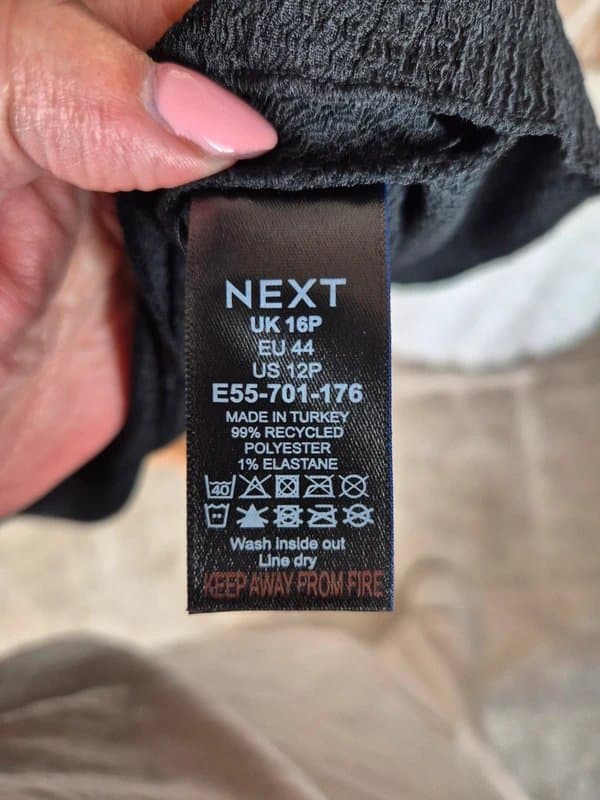 NEXT
UK 16P
EU 44
US 12P
E55-701-176
MADE IN TURKEY
99% RECYCLED
POLYESTER
1% ELASTANE
40
Wash inside out
Line dry
KEEP AWAY FROM FIRE